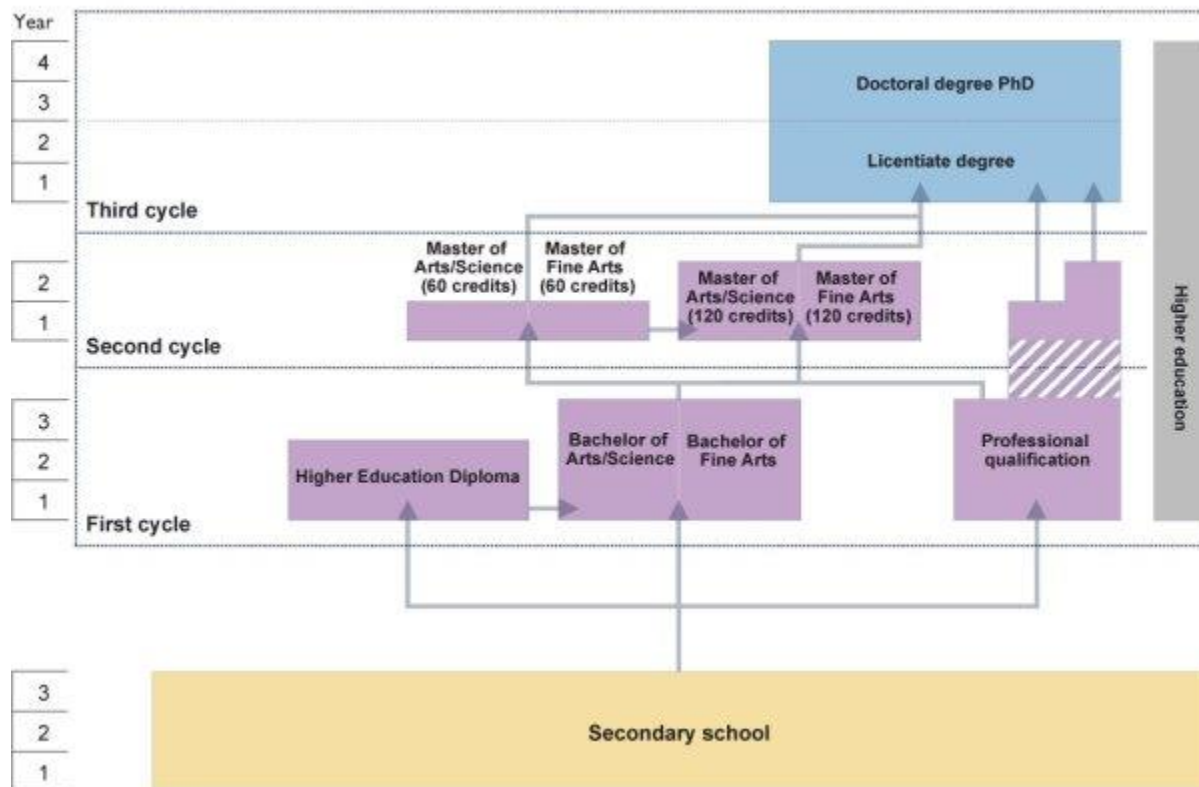 Year
4
3
2
1
Doctoral degree PhD
Licentiate degree
Third cycle
2
1
Master of
Arts/Science
(60 credits)
Master of
Fine Arts
(60 credits)
Master of
Arts/Science
(120 credits)
Master of
Fine Arts
(120 credits)
Second cycle
3
2
1
Higher Education Diploma
Bachelor of
Arts/Science
Bachelor of
Fine Arts
Professional
qualification
First cycle
Higher education
3
2
1
Secondary school